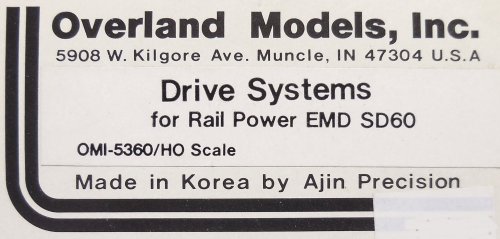 Overland Models, Inc.
5908 W. Kilgore Ave. Muncle, IN 47304 U.S.A
Drive Systems
for Rail Power EMD SD60
OMI-5360/HO Scale
Made in Korea by Ajin Precision